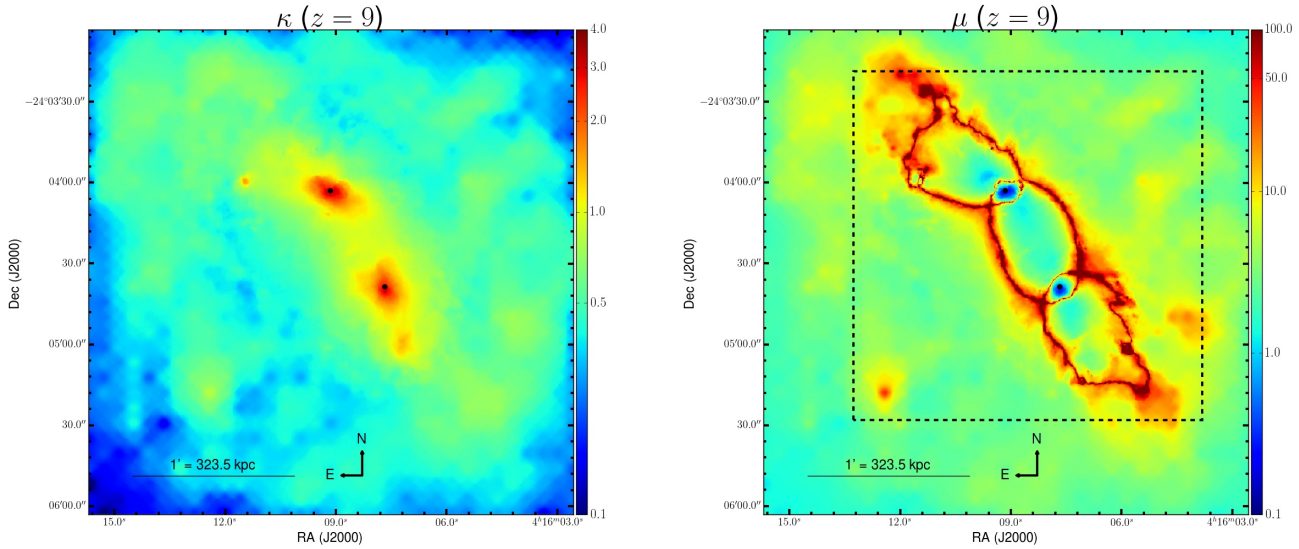 κ (z = 9)
4.0
3.0
2.0
1.0
0.5
0.1
−24°03′30.0″
04′00.0″
30.0″
05′00.0″
30.0″
06′00.0″
Dec (J2000)
N
E
1' = 323.5 kpc
15.0ˢ
12.0ˢ
09.0ˢ
06.0ˢ
4ʰ16ᵐ03.0ˢ
RA (J2000)
μ (z = 9)
100.0
50.0
10.0
1.0
0.1
−24°03′30.0″
04′00.0″
30.0″
05′00.0″
30.0″
06′00.0″
Dec (J2000)
N
E
1' = 323.5 kpc
15.0ˢ
12.0ˢ
09.0ˢ
06.0ˢ
4ʰ16ᵐ03.0ˢ
RA (J2000)